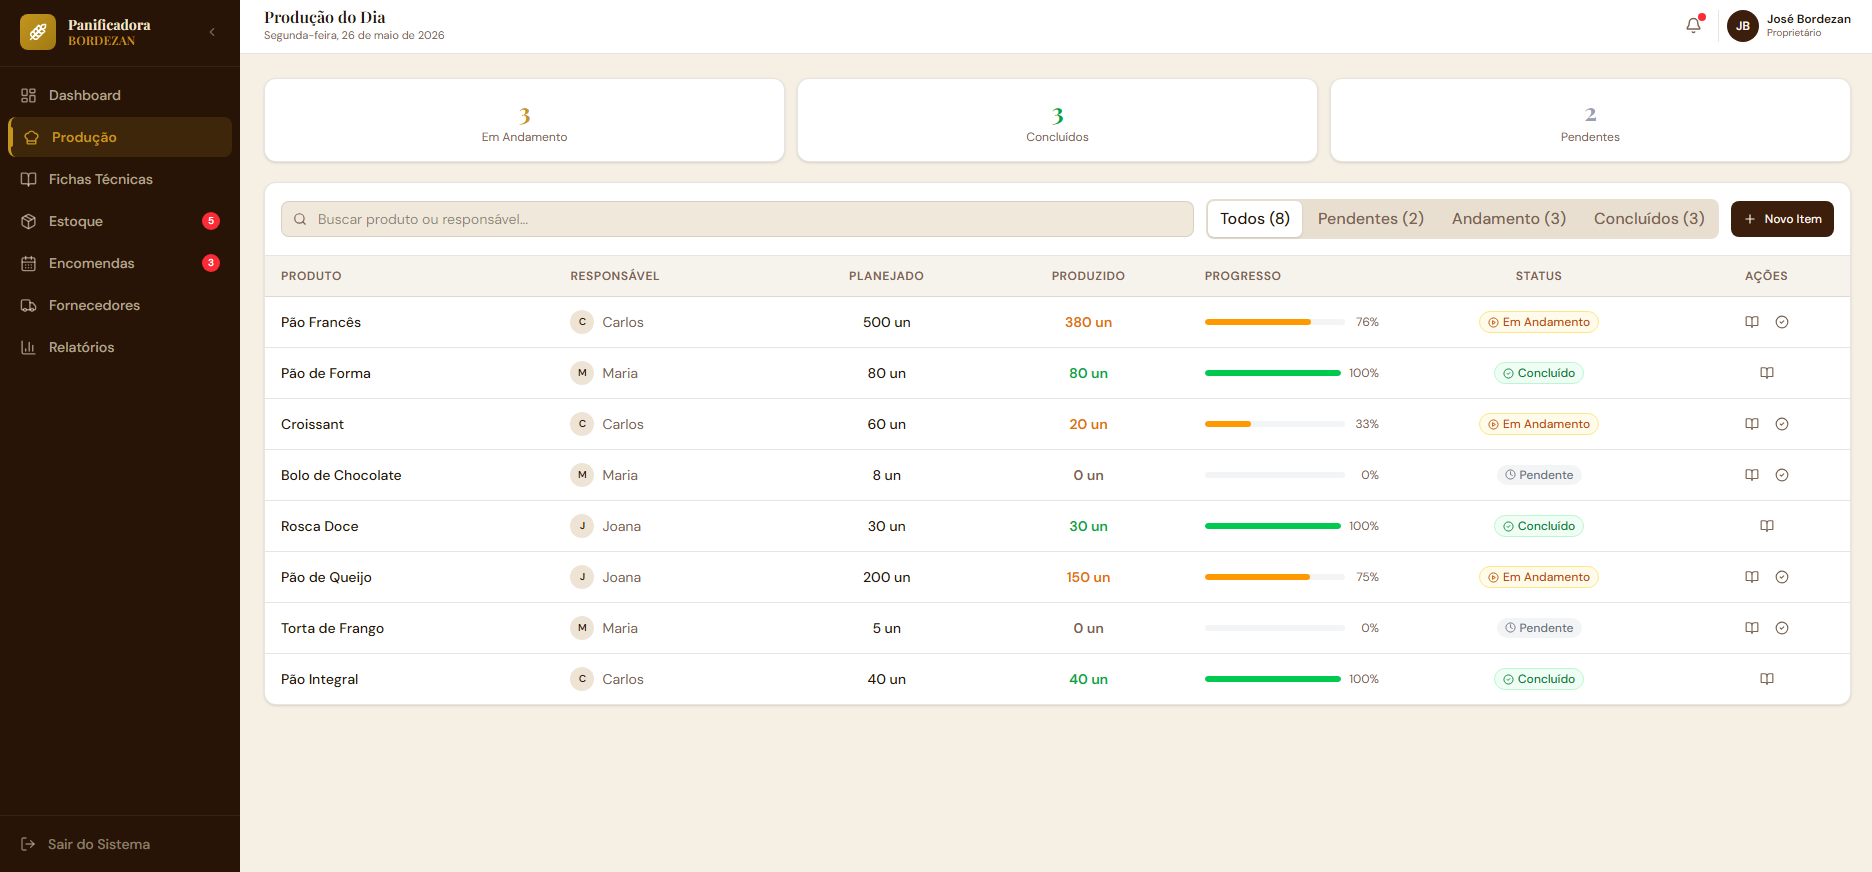 Panificadora
BORDEZAN
Dashboard
Produção
Fichas Técnicas
Estoque 5
Encomendas 3
Fornecedores
Relatórios
Sair do Sistema
Produção do Dia
Segunda-feira, 26 de maio de 2026
JB
José Bordezan
Proprietário
3
Em Andamento
3
Concluídos
2
Pendentes
Buscar produto ou responsável...
Todos (8) Pendentes (2) Andamento (3) Concluídos (3)
Novo Item
PRODUTO RESPONSÁVEL PLANEJADO PRODUZIDO PROGRESSO STATUS AÇÕES
Pão Francês C Carlos 500 un 380 un 76% Em Andamento
Pão de Forma M Maria 80 un 80 un 100% Concluído
Croissant C Carlos 60 un 20 un 33% Em Andamento
Bolo de Chocolate M Maria 8 un 0 un 0% Pendente
Rosca Doce J Joana 30 un 30 un 100% Concluído
Pão de Queijo J Joana 200 un 150 un 75% Em Andamento
Torta de Frango M Maria 5 un 0 un 0% Pendente
Pão Integral C Carlos 40 un 40 un 100% Concluído